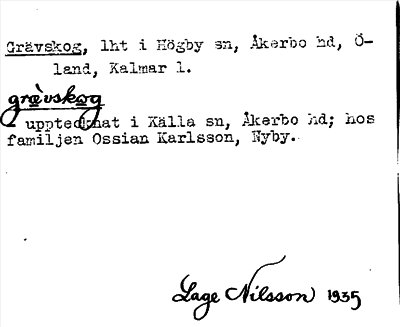 Grävskog, lht i Högby sn, Åkerbo hd, Ö-
land, Kalmar l.
grävskog
upptecknat i Källa sn, Åkerbo hd; hos
familjen Ossian Karlsson, Nyby.
Lage Nilsson 1935